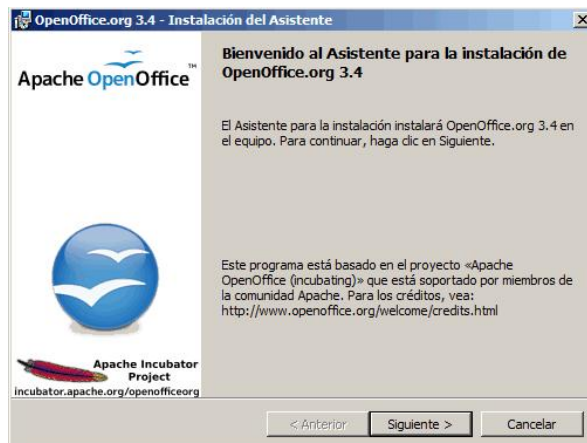 OpenOffice.org 3.4 - Instalación del Asistente
Apache OpenOffice™
Bienvenido al Asistente para la instalación de
OpenOffice.org 3.4
El Asistente para la instalación instalará OpenOffice.org 3.4 en
el equipo. Para continuar, haga clic en Siguiente.
Este programa está basado en el proyecto «Apache
OpenOffice (incubating)» que está soportado por miembros de
la comunidad Apache. Para los créditos, vea:
http://www.openoffice.org/welcome/credits.html
Apache Incubator
Project
incubator.apache.org/openofficeorg
< Anterior
Siguiente >
Cancelar